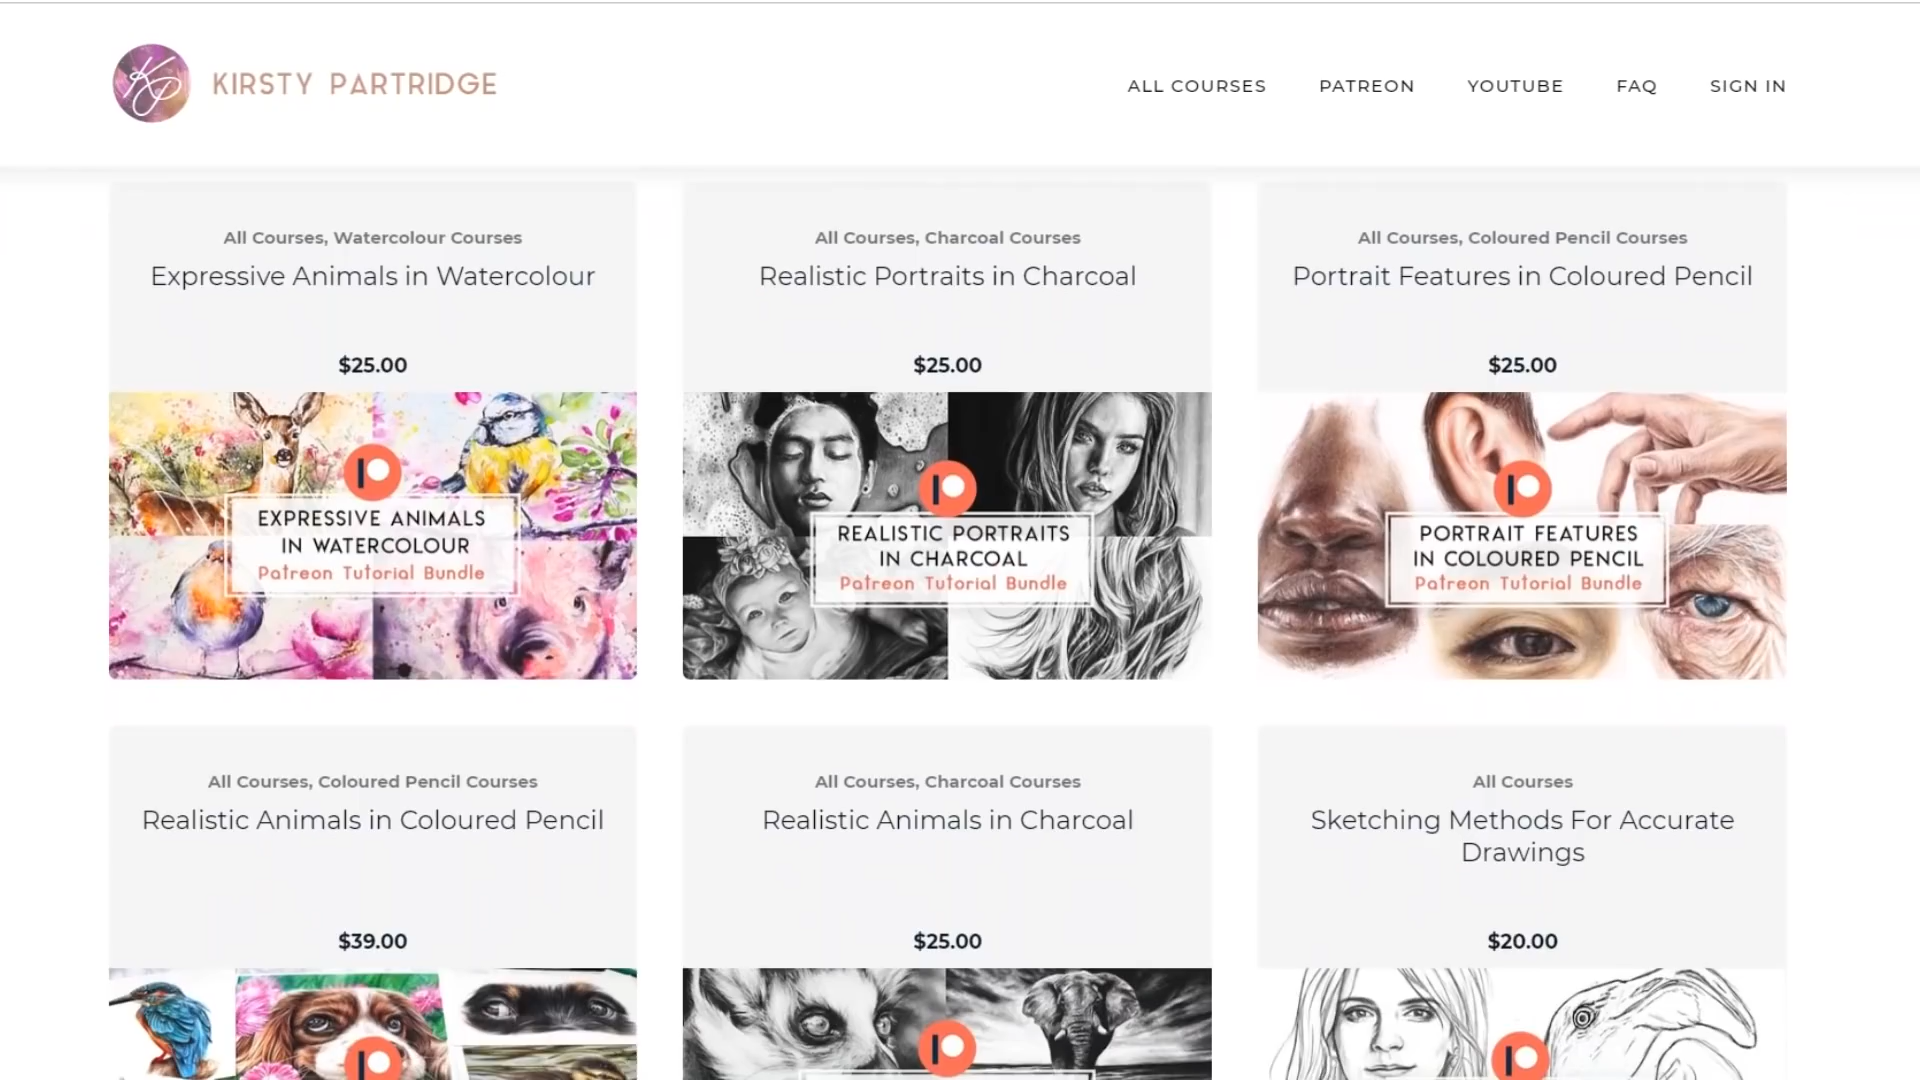 KIRSTY PARTRIDGE
ALL COURSES
PATREON
YOUTUBE
FAQ
SIGN IN
All Courses, Watercolour Courses
Expressive Animals in Watercolour
$25.00
EXPRESSIVE ANIMALS
IN WATERCOLOUR
Patreon Tutorial Bundle
All Courses, Charcoal Courses
Realistic Portraits in Charcoal
$25.00
REALISTIC PORTRAITS
IN CHARCOAL
Patreon Tutorial Bundle
All Courses, Coloured Pencil Courses
Portrait Features in Coloured Pencil
$25.00
PORTRAIT FEATURES
IN COLOURED PENCIL
Patreon Tutorial Bundle
All Courses, Coloured Pencil Courses
Realistic Animals in Coloured Pencil
$39.00
All Courses, Charcoal Courses
Realistic Animals in Charcoal
$25.00
All Courses
Sketching Methods For Accurate
Drawings
$20.00